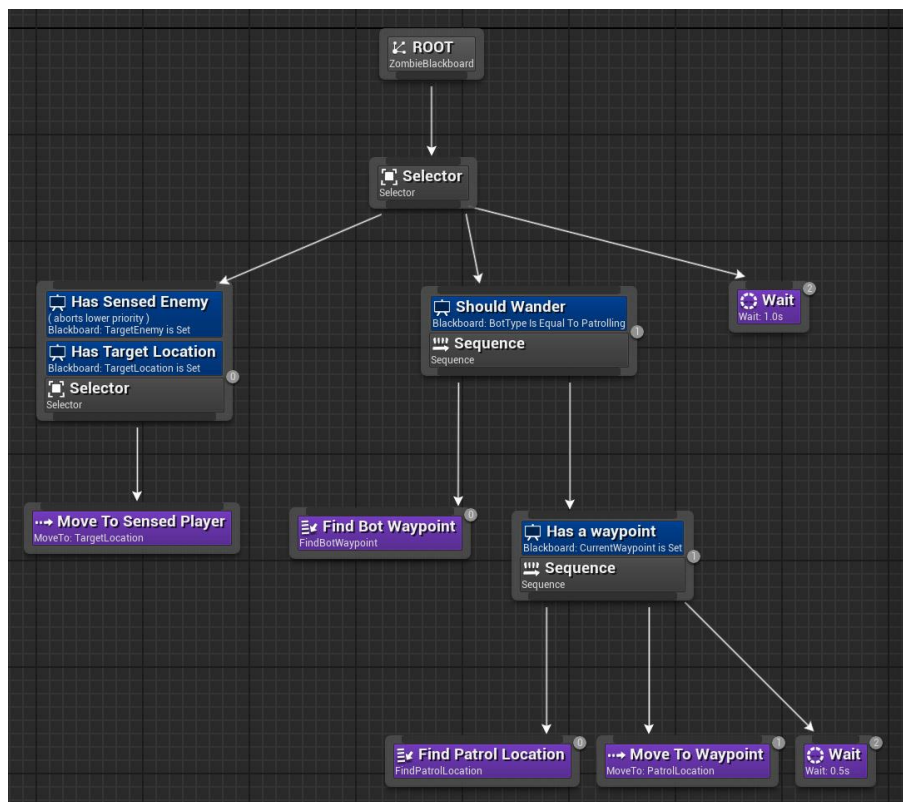 ROOT
ZombieBlackboard
Selector
Selector
Has Sensed Enemy
( aborts lower priority )
Blackboard: TargetEnemy is Set
Has Target Location
Blackboard: TargetLocation is Set
0
Selector
Selector
Should Wander
Blackboard: BotType Is Equal To Patrolling
1
Sequence
Sequence
2
Wait
Wait: 1.0s
Move To Sensed Player
MoveTo: TargetLocation
0
Find Bot Waypoint
FindBotWaypoint
Has a waypoint
Blackboard: CurrentWaypoint is Set
1
Sequence
Sequence
0
Find Patrol Location
FindPatrolLocation
1
Move To Waypoint
MoveTo: PatrolLocation
2
Wait
Wait: 0.5s